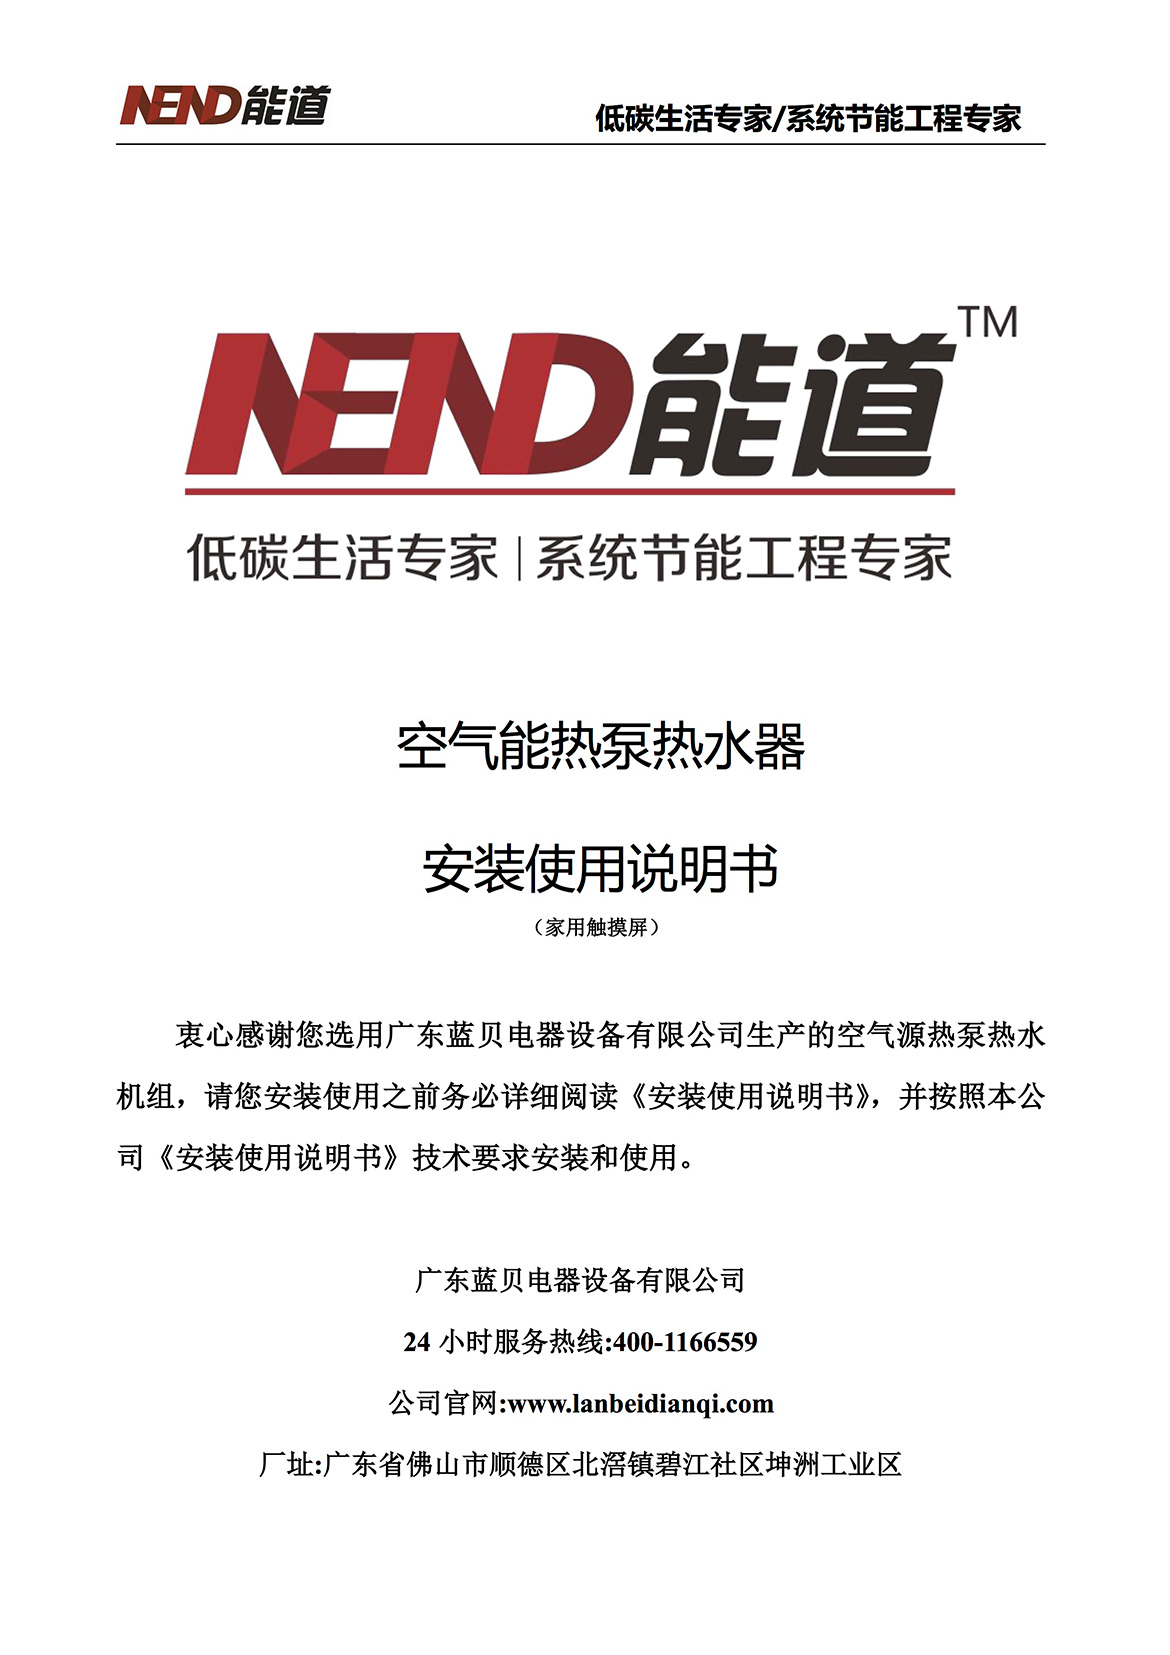 NEND能道
低碳生活专家/系统节能工程专家
NEND能道™
低碳生活专家|系统节能工程专家
空气能热泵热水器
安装使用说明书
（家用触摸屏）
衷心感谢您选用广东蓝贝电器设备有限公司生产的空气源热泵热水
机组，请您安装使用之前务必详细阅读《安装使用说明书》，并按照本公
司《安装使用说明书》技术要求安装和使用。
广东蓝贝电器设备有限公司
24 小时服务热线:400-1166559
公司官网:www.lanbeidianqi.com
厂址:广东省佛山市顺德区北滘镇碧江社区坤洲工业区